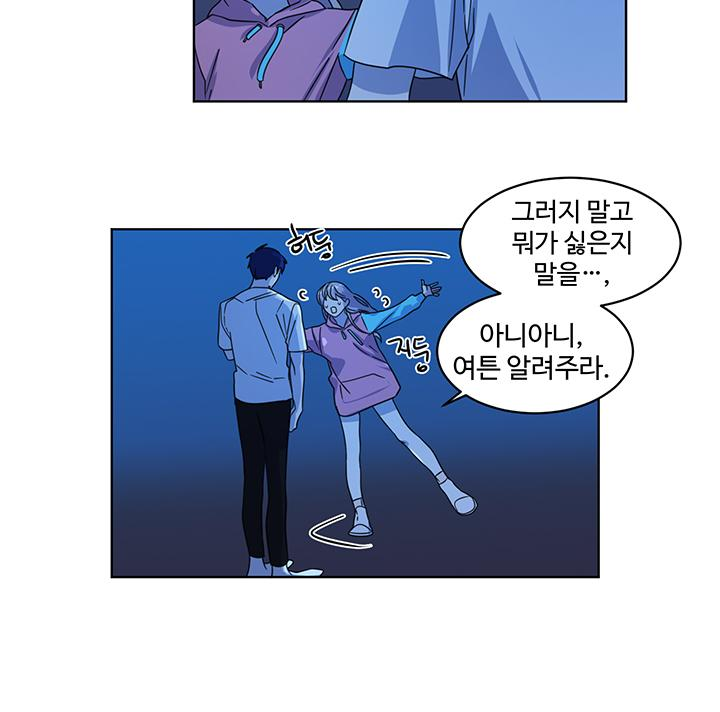 허둥
그러지 말고
뭐가 싫은지
말을…,
아니아니,
여튼 알려주라.
지둥